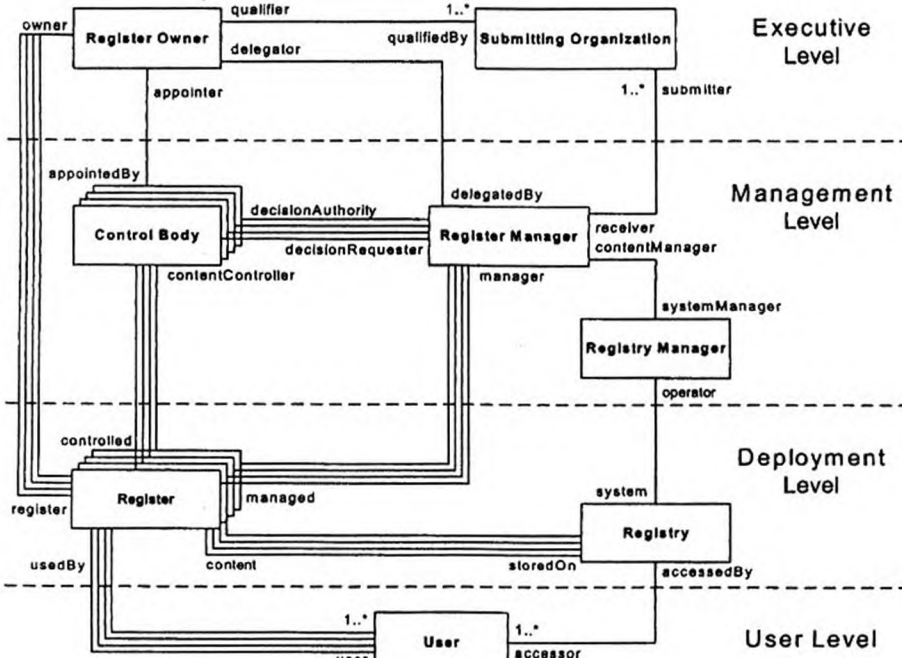 owner
qualifier
1..*
Register Owner
qualifiedBy
Submitting Organization
Executive
Level
delegator
appointer
1..*
submitter
appointedBy
Management
Level
delegatedBy
decisionAuthority
Control Body
Register Manager
receiver
decisionRequester
contentManager
contentController
manager
systemManager
Registry Manager
operator
controlled
Deployment
Level
Register
managed
system
register
Registry
usedBy
content
storedOn
accessedBy
1..*
User
1..*
accessor
User Level